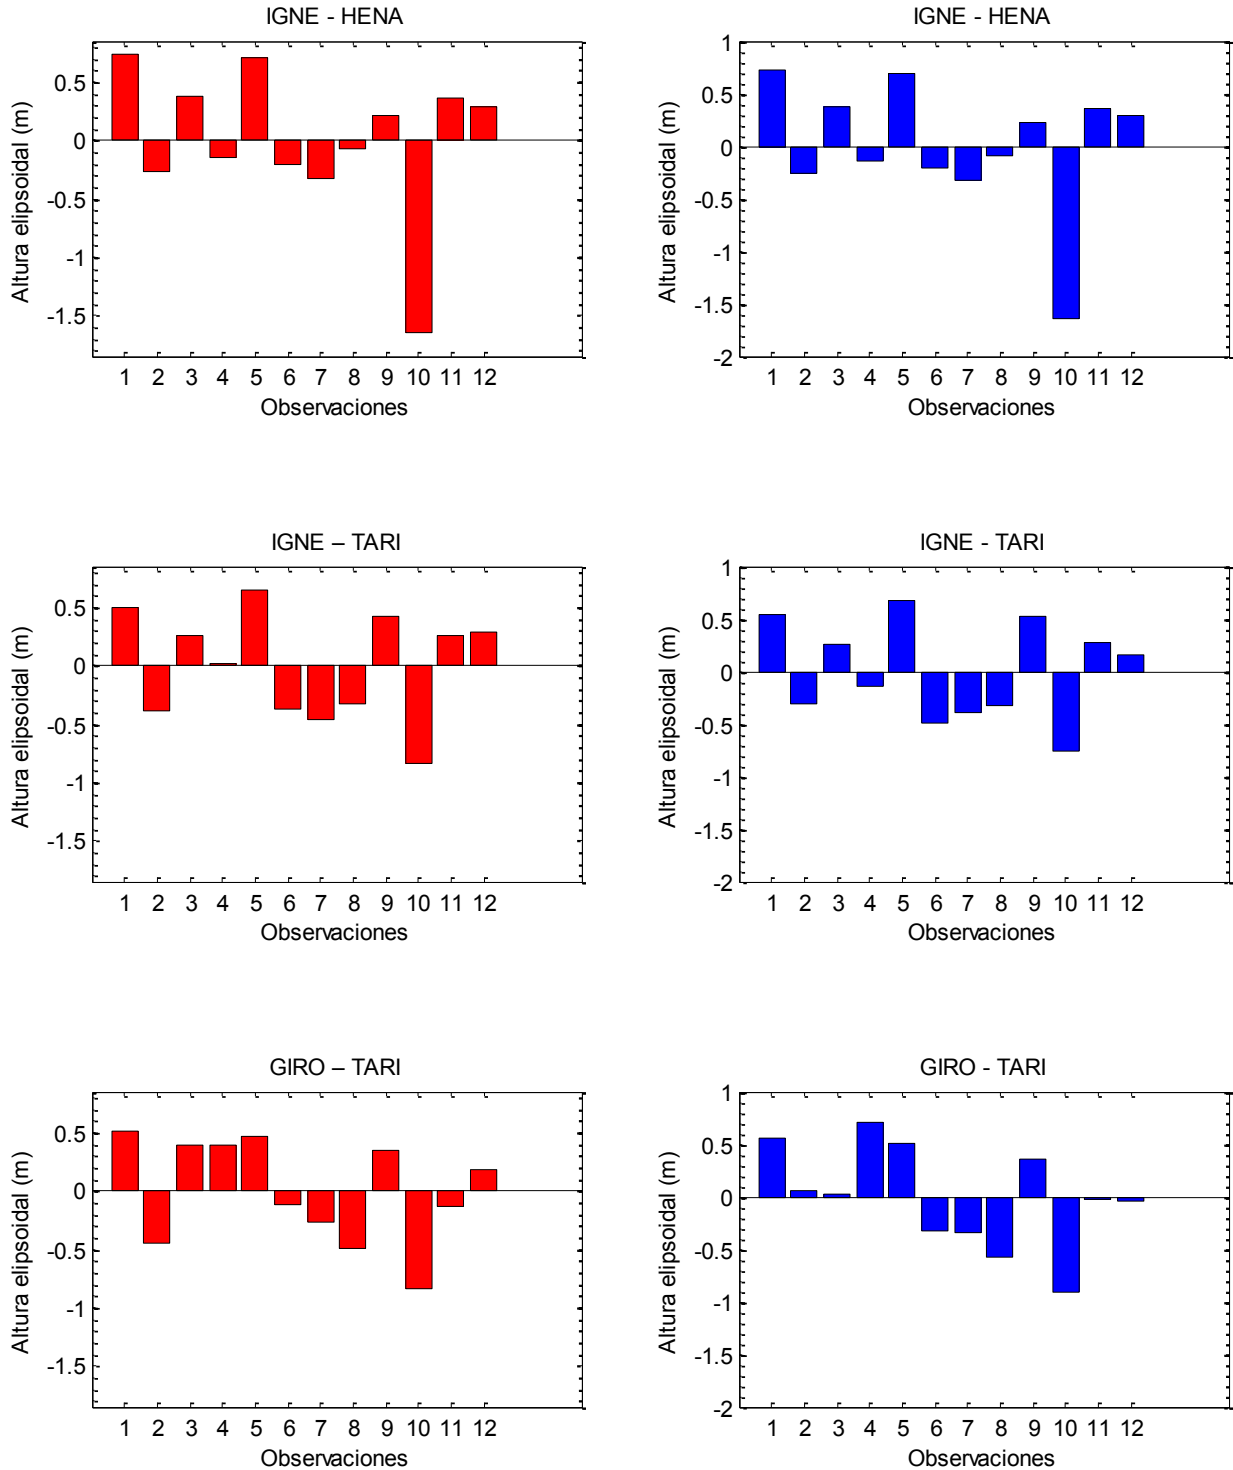 IGNE - HENA
IGNE - HENA
Altura elipsoidal (m)
0.5
0
-0.5
-1
-1.5
1 2 3 4 5 6 7 8 9 10 11 12
Observaciones
Altura elipsoidal (m)
1
0.5
0
-0.5
-1
-1.5
-2
1 2 3 4 5 6 7 8 9 10 11 12
Observaciones
IGNE – TARI
IGNE - TARI
Altura elipsoidal (m)
0.5
0
-0.5
-1
-1.5
1 2 3 4 5 6 7 8 9 10 11 12
Observaciones
Altura elipsoidal (m)
1
0.5
0
-0.5
-1
-1.5
-2
1 2 3 4 5 6 7 8 9 10 11 12
Observaciones
GIRO – TARI
GIRO - TARI
Altura elipsoidal (m)
0.5
0
-0.5
-1
-1.5
1 2 3 4 5 6 7 8 9 10 11 12
Observaciones
Altura elipsoidal (m)
1
0.5
0
-0.5
-1
-1.5
-2
1 2 3 4 5 6 7 8 9 10 11 12
Observaciones